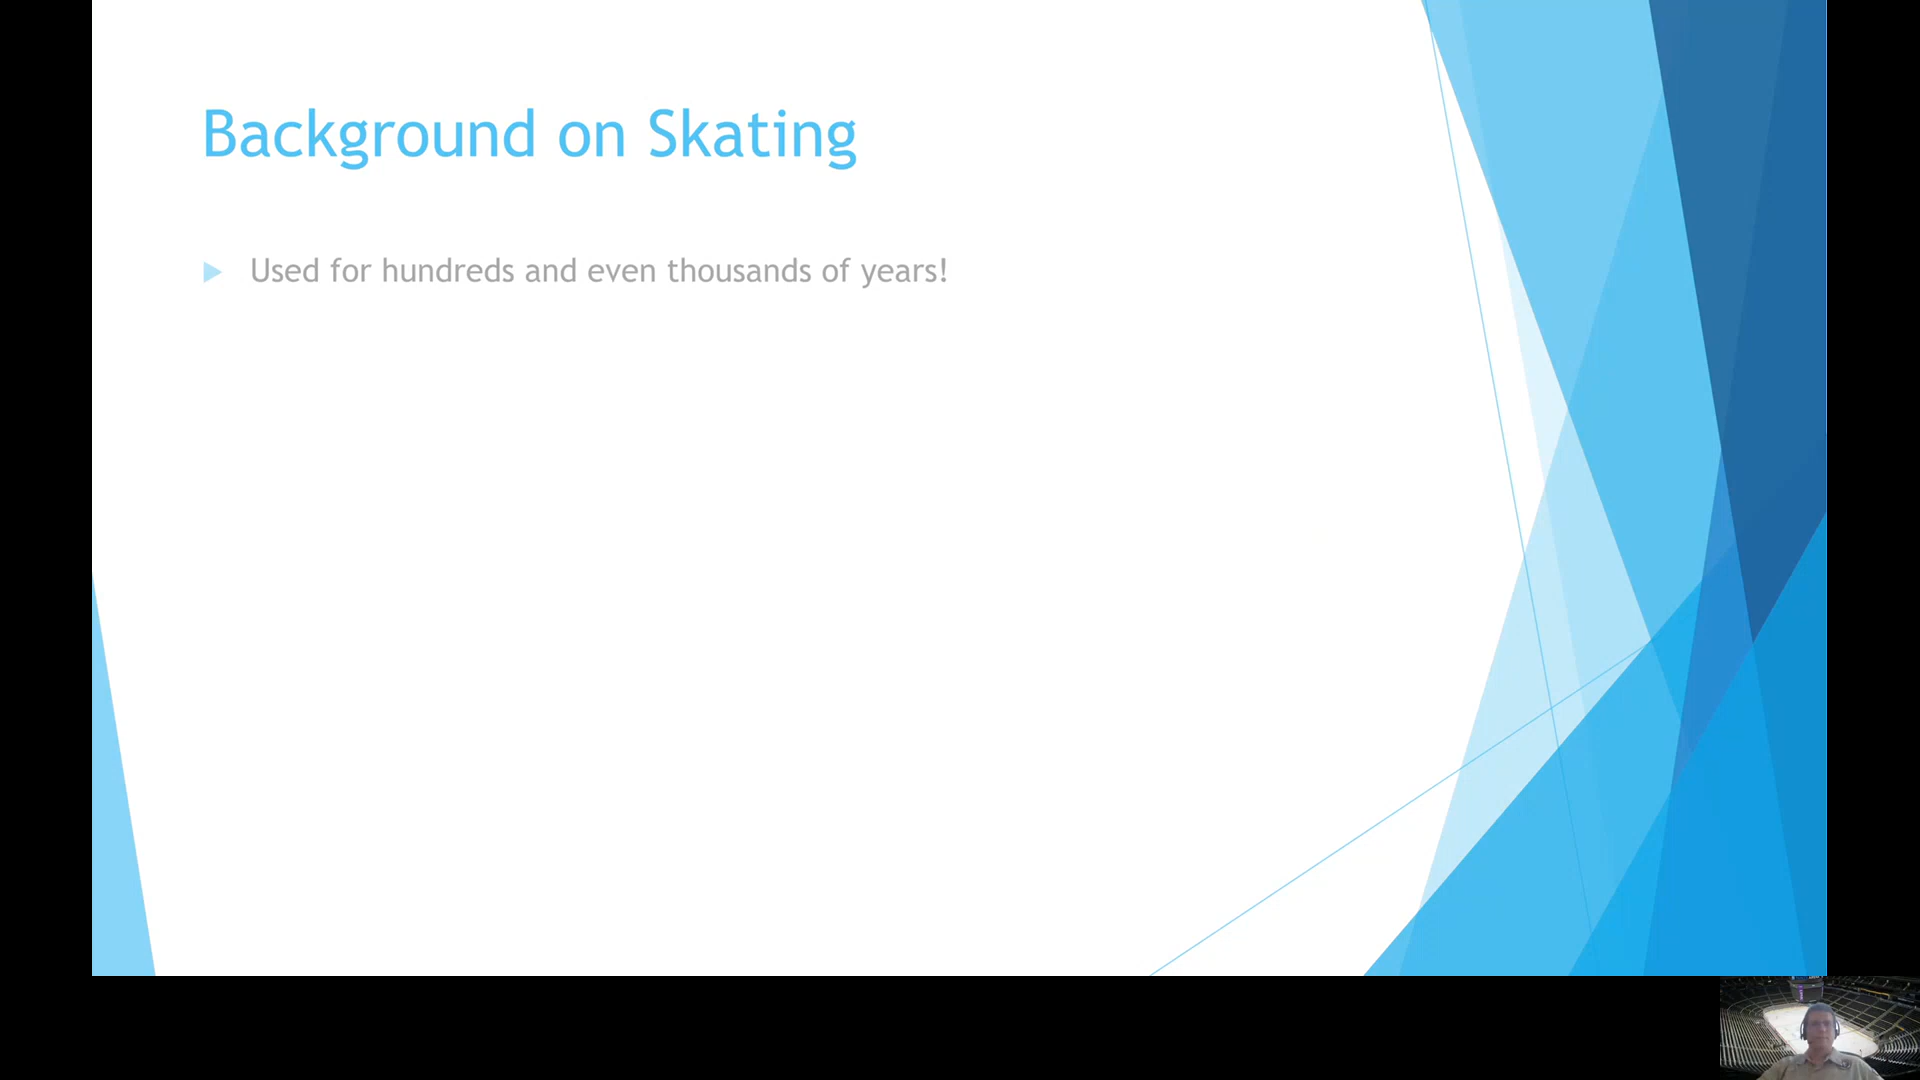 Background on Skating
Used for hundreds and even thousands of years!